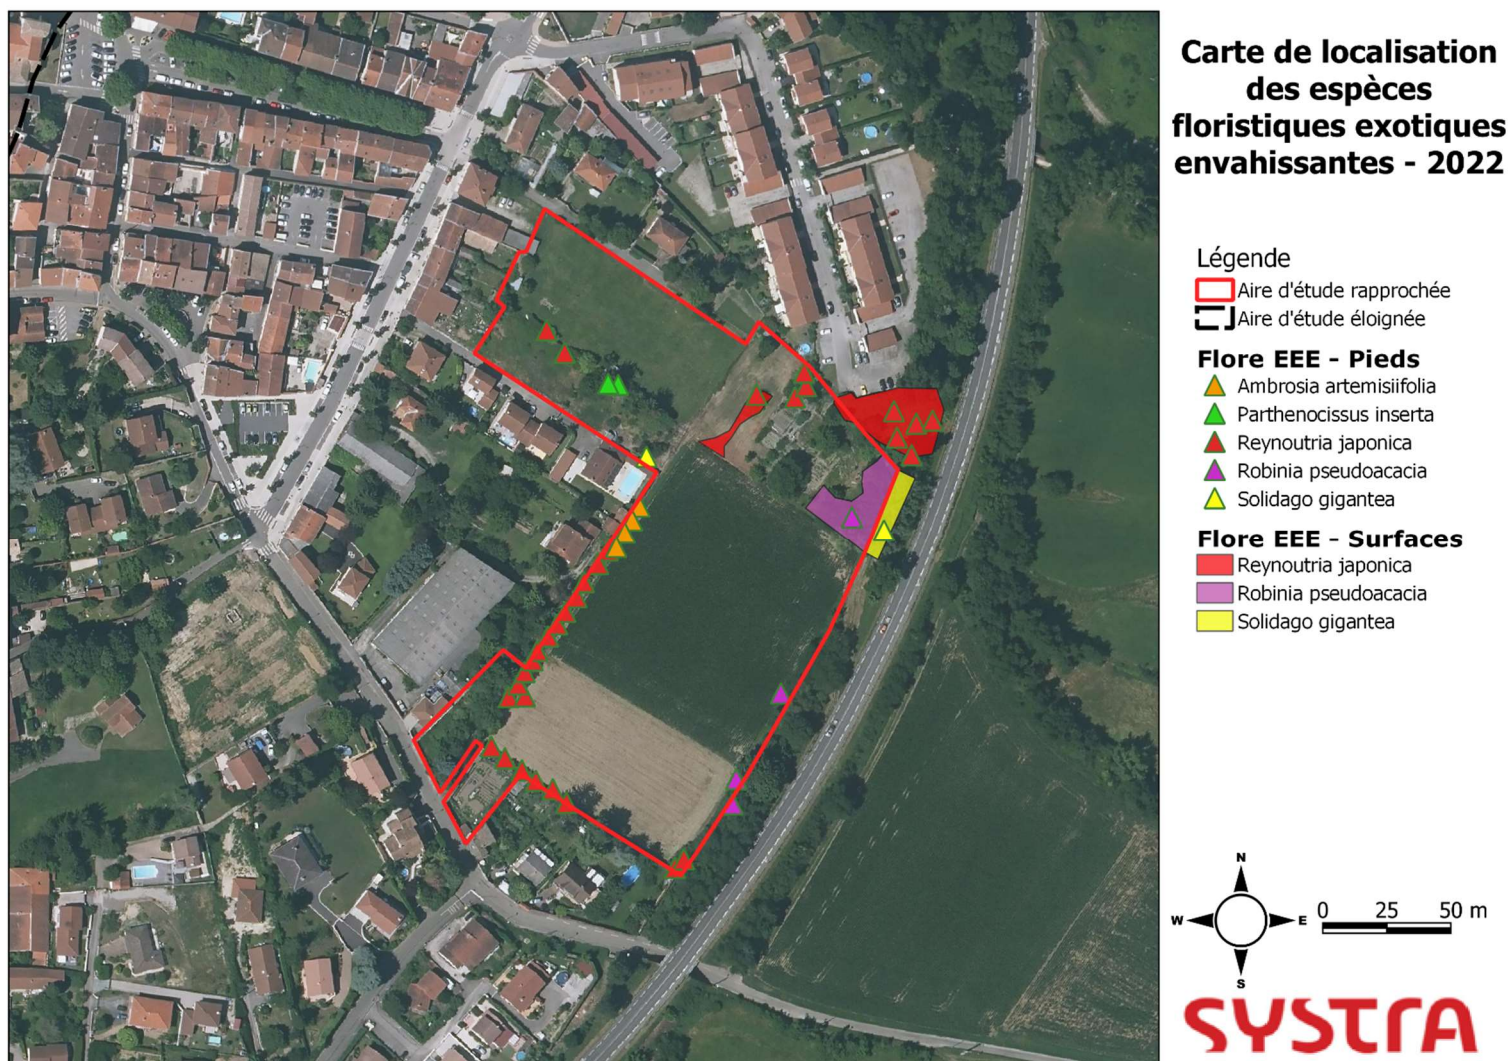 Carte de localisation
des espèces
floristiques exotiques
envahissantes - 2022
Légende
Aire d'étude rapprochée
Aire d'étude éloignée
Flore EEE - Pieds
Ambrosia artemisiifolia
Parthenocissus inserta
Reynoutria japonica
Robinia pseudoacacia
Solidago gigantea
Flore EEE - Surfaces
Reynoutria japonica
Robinia pseudoacacia
Solidago gigantea
N
W E
S
0 25 50 m
SYSTRA